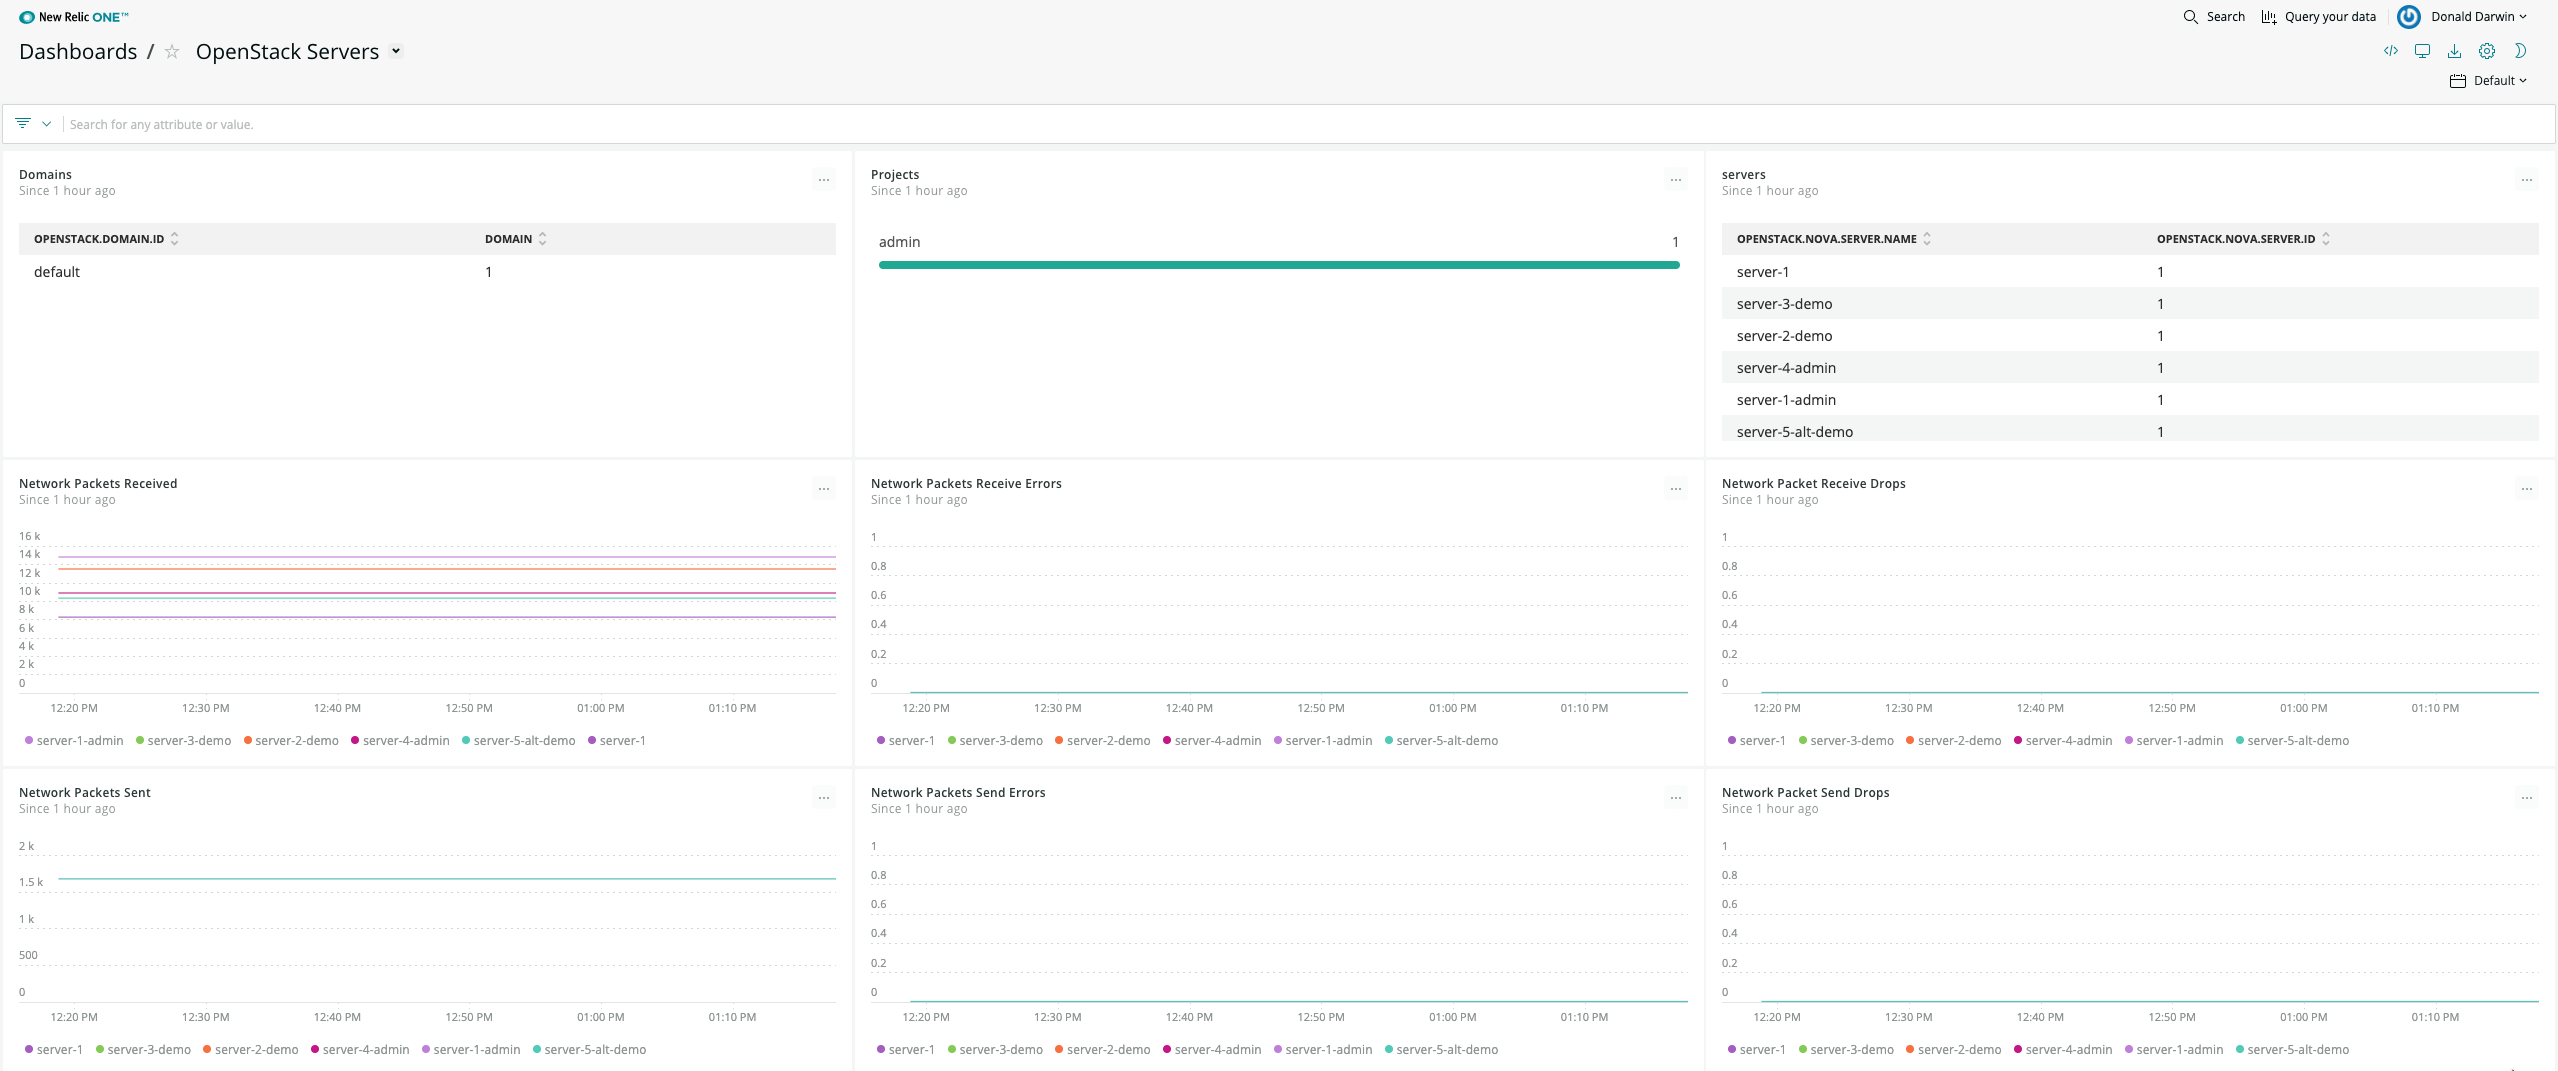 New Relic ONE™
Search
Query your data
Donald Darwin
Dashboards / OpenStack Servers
Default
Search for any attribute or value.
Domains
Since 1 hour ago
OPENSTACK.DOMAIN.ID DOMAIN
default 1
Projects
Since 1 hour ago
admin 1
servers
Since 1 hour ago
OPENSTACK.NOVA.SERVER.NAME OPENSTACK.NOVA.SERVER.ID
server-1 1
server-3-demo 1
server-2-demo 1
server-4-admin 1
server-1-admin 1
server-5-alt-demo 1
Network Packets Received
Since 1 hour ago
16 k
14 k
12 k
10 k
8 k
6 k
4 k
2 k
0
12:20 PM 12:30 PM 12:40 PM 12:50 PM 01:00 PM 01:10 PM
server-1-admin server-3-demo server-2-demo server-4-admin server-5-alt-demo server-1
Network Packets Receive Errors
Since 1 hour ago
1
0.8
0.6
0.4
0.2
0
12:20 PM 12:30 PM 12:40 PM 12:50 PM 01:00 PM 01:10 PM
server-1 server-3-demo server-2-demo server-4-admin server-1-admin server-5-alt-demo
Network Packet Receive Drops
Since 1 hour ago
1
0.8
0.6
0.4
0.2
0
12:20 PM 12:30 PM 12:40 PM 12:50 PM 01:00 PM 01:10 PM
server-1 server-3-demo server-2-demo server-4-admin server-1-admin server-5-alt-demo
Network Packets Sent
Since 1 hour ago
2 k
1.5 k
1 k
500
0
12:20 PM 12:30 PM 12:40 PM 12:50 PM 01:00 PM 01:10 PM
server-1 server-3-demo server-2-demo server-4-admin server-1-admin server-5-alt-demo
Network Packets Send Errors
Since 1 hour ago
1
0.8
0.6
0.4
0.2
0
12:20 PM 12:30 PM 12:40 PM 12:50 PM 01:00 PM 01:10 PM
server-1 server-3-demo server-2-demo server-4-admin server-1-admin server-5-alt-demo
Network Packet Send Drops
Since 1 hour ago
1
0.8
0.6
0.4
0.2
0
12:20 PM 12:30 PM 12:40 PM 12:50 PM 01:00 PM 01:10 PM
server-1 server-3-demo server-2-demo server-4-admin server-1-admin server-5-alt-demo